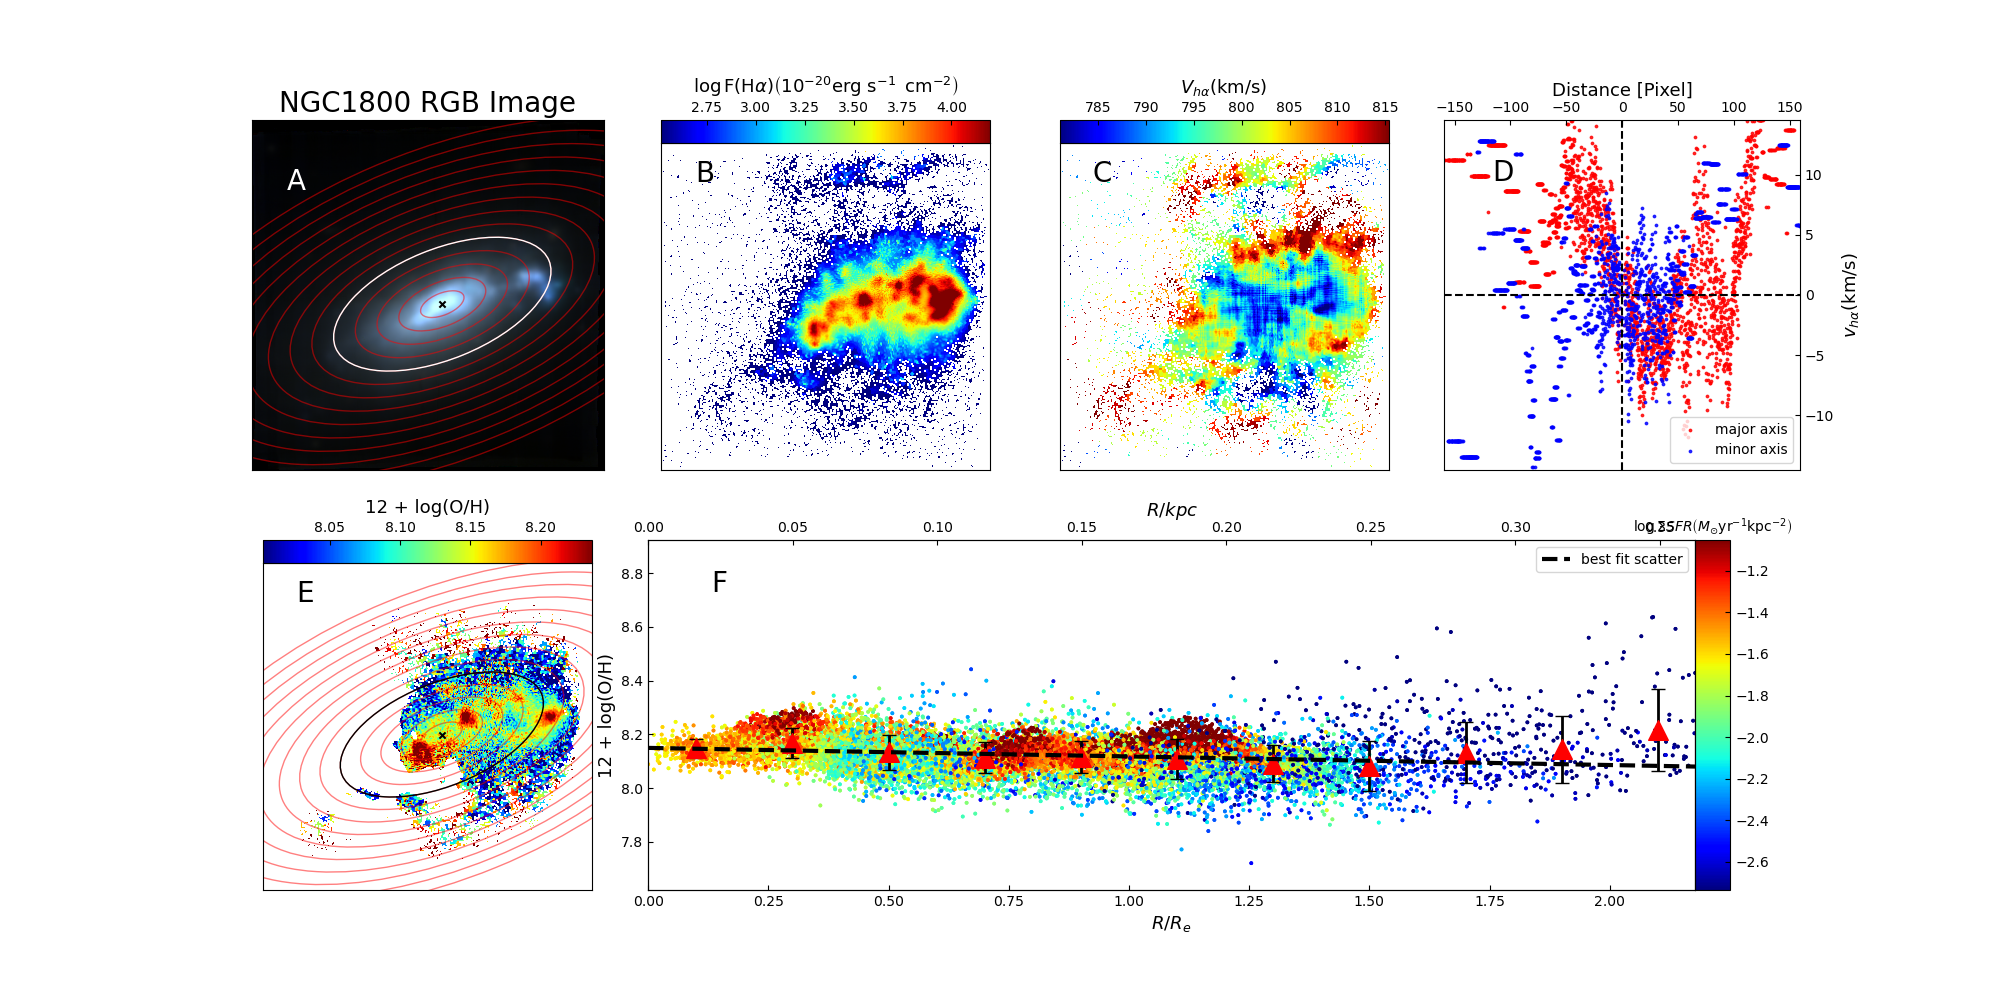 NGC1800 RGB Image
A
log F(Hα)(10⁻²⁰erg s⁻¹ cm⁻²)
2.75 3.00 3.25 3.50 3.75 4.00
B
V_hα(km/s)
785 790 795 800 805 810 815
C
Distance [Pixel]
−150 −100 −50 0 50 100 150
D
10
5
0
−5
−10
v_hα(km/s)
major axis
minor axis
12 + log(O/H)
8.05 8.10 8.15 8.20
E
R/kpc
0.00 0.05 0.10 0.15 0.20 0.25 0.30 0.35
log ΣSFR(M⊙yr⁻¹kpc⁻²)
F
best fit scatter
12 + log(O/H)
8.8
8.6
8.4
8.2
8.0
7.8
0.00 0.25 0.50 0.75 1.00 1.25 1.50 1.75 2.00
R/Rₑ
−1.2
−1.4
−1.6
−1.8
−2.0
−2.2
−2.4
−2.6